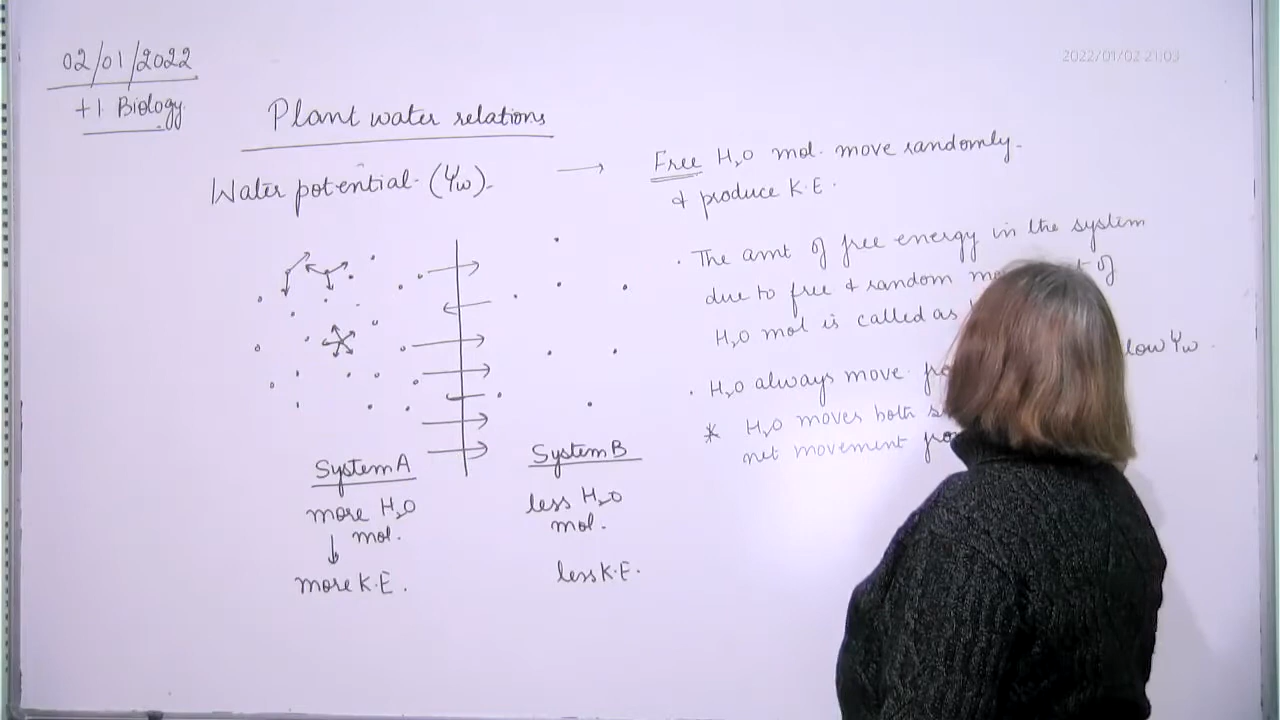 02/01/2022
+1 Biology
2022/01/02 21:03
Plant water relations
Water potential (Ψw) →
Free H2O mol. move randomly
& produce K.E.
. The amt of free energy in the system
due to free & random of
H2O mol is called as
. H2O always move low Ψw.
* H2O moves both
net movement
System A
more H2O
mol.
↓
more K.E.
System B
less H2O
mol.
less K.E.